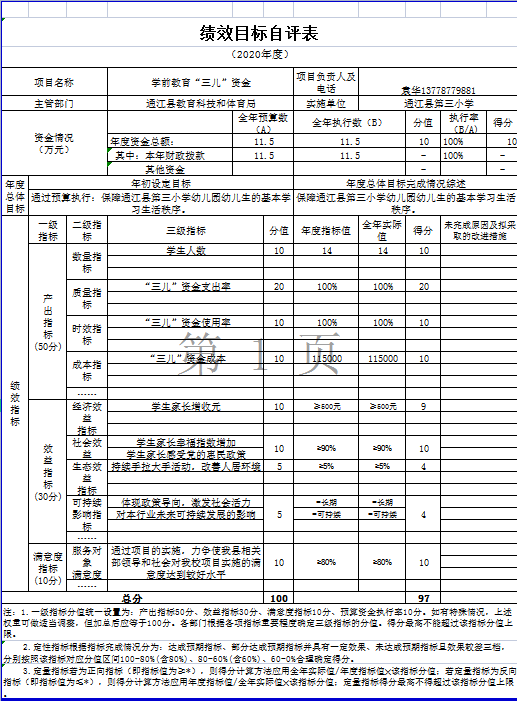 绩效目标自评表
（2020年度）
项目名称 学前教育“三儿”资金 项目负责人及电话 袁华13778779881
主管部门 通江县教育科技和体育局 实施单位 通江县第三小学
资金情况（万元） 全年预算数（A） 全年执行数（B） 分值 执行率（B/A) 得分
年度资金总额： 11.5 11.5 10 100% 10
其中：本年财政拨款 11.5 11.5 - 100% -
其他资金 - -
年度总体目标 年初设定目标 年度总体目标完成情况综述
通过预算执行：保障通江县第三小学幼儿园幼儿生的基本学习生活秩序。 保障通江县第三小学幼儿园幼儿生的基本学习生活秩序。
绩效指标 一级指标 二级指标 三级指标 分值 年度指标值 全年实际值 得分 未完成原因及拟采取的改进措施
产出指标(50分) 数量指标 学生人数 10 14 14 10
质量指标 “三儿”资金支出率 20 100% 100% 20
时效指标 “三儿”资金使用率 10 100% 100% 10
成本指标 “三儿”资金成本 10 115000 115000 10
……
第 1 页
效益指标(30分) 经济效益指标 学生家长增收元 10 ≥500元 ≥500元 9
社会效益指标 学生家长幸福指数增加 10 ≥90% ≥90% 10
学生家长感受党的惠民政策
生态效益指标 持续手拉大手活动，改善人居环境 5 ≥5% ≥5% 4
可持续影响指标 体现政策导向，激发社会活力 5 =长期 =长期 4
对本行业未来可持续发展的影响 =可持续 =可持续
……
满意度指标(10分) 服务对象满意度 通过项目的实施，力争使我县相关部领导和社会对我校项目实施的满意度达到较好水平 10 ≥80% ≥80% 10
……
总分 100 97
注：1.一级指标分值统一设置为：产出指标50分、效益指标30分、满意度指标10分、预算资金执行率10分。如有特殊情况，上述
权重可做适当调整，但加总后应等于100分。各部门根据各项指标重要程度确定三级指标的分值。得分最高不能超过该指标分值上
限。
2.定性指标根据指标完成情况分为：达成预期指标、部分达成预期指标并具有一定效果、未达成预期指标且效果较差三档，
分别按照该指标对应分值区间100-80%(含80%)、80-60%(含60%)、60-0%合理确定得分。
3.定量指标若为正向指标（即指标值为≥*），则得分计算方法应用全年实际值/年度指标值×该指标分值；若定量指标为反向
指标（即指标值为≤*），则得分计算方法应用年度指标值/全年实际值×该指标分值；定量指标得分最高不得超过该指标分值上限
。